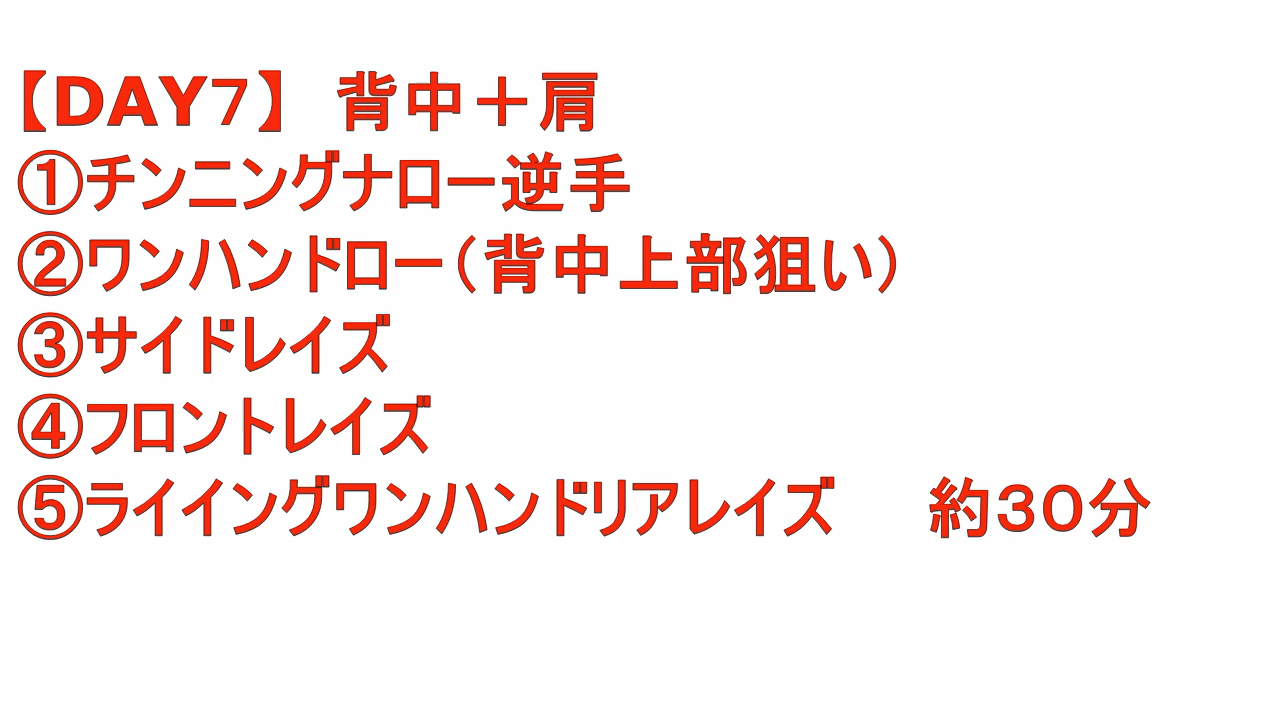 【DAY7】　背中＋肩
①チンニングナロー逆手
②ワンハンドロー（背中上部狙い）
③サイドレイズ
④フロントレイズ
⑤ライイングワンハンドリアレイズ　　約３０分